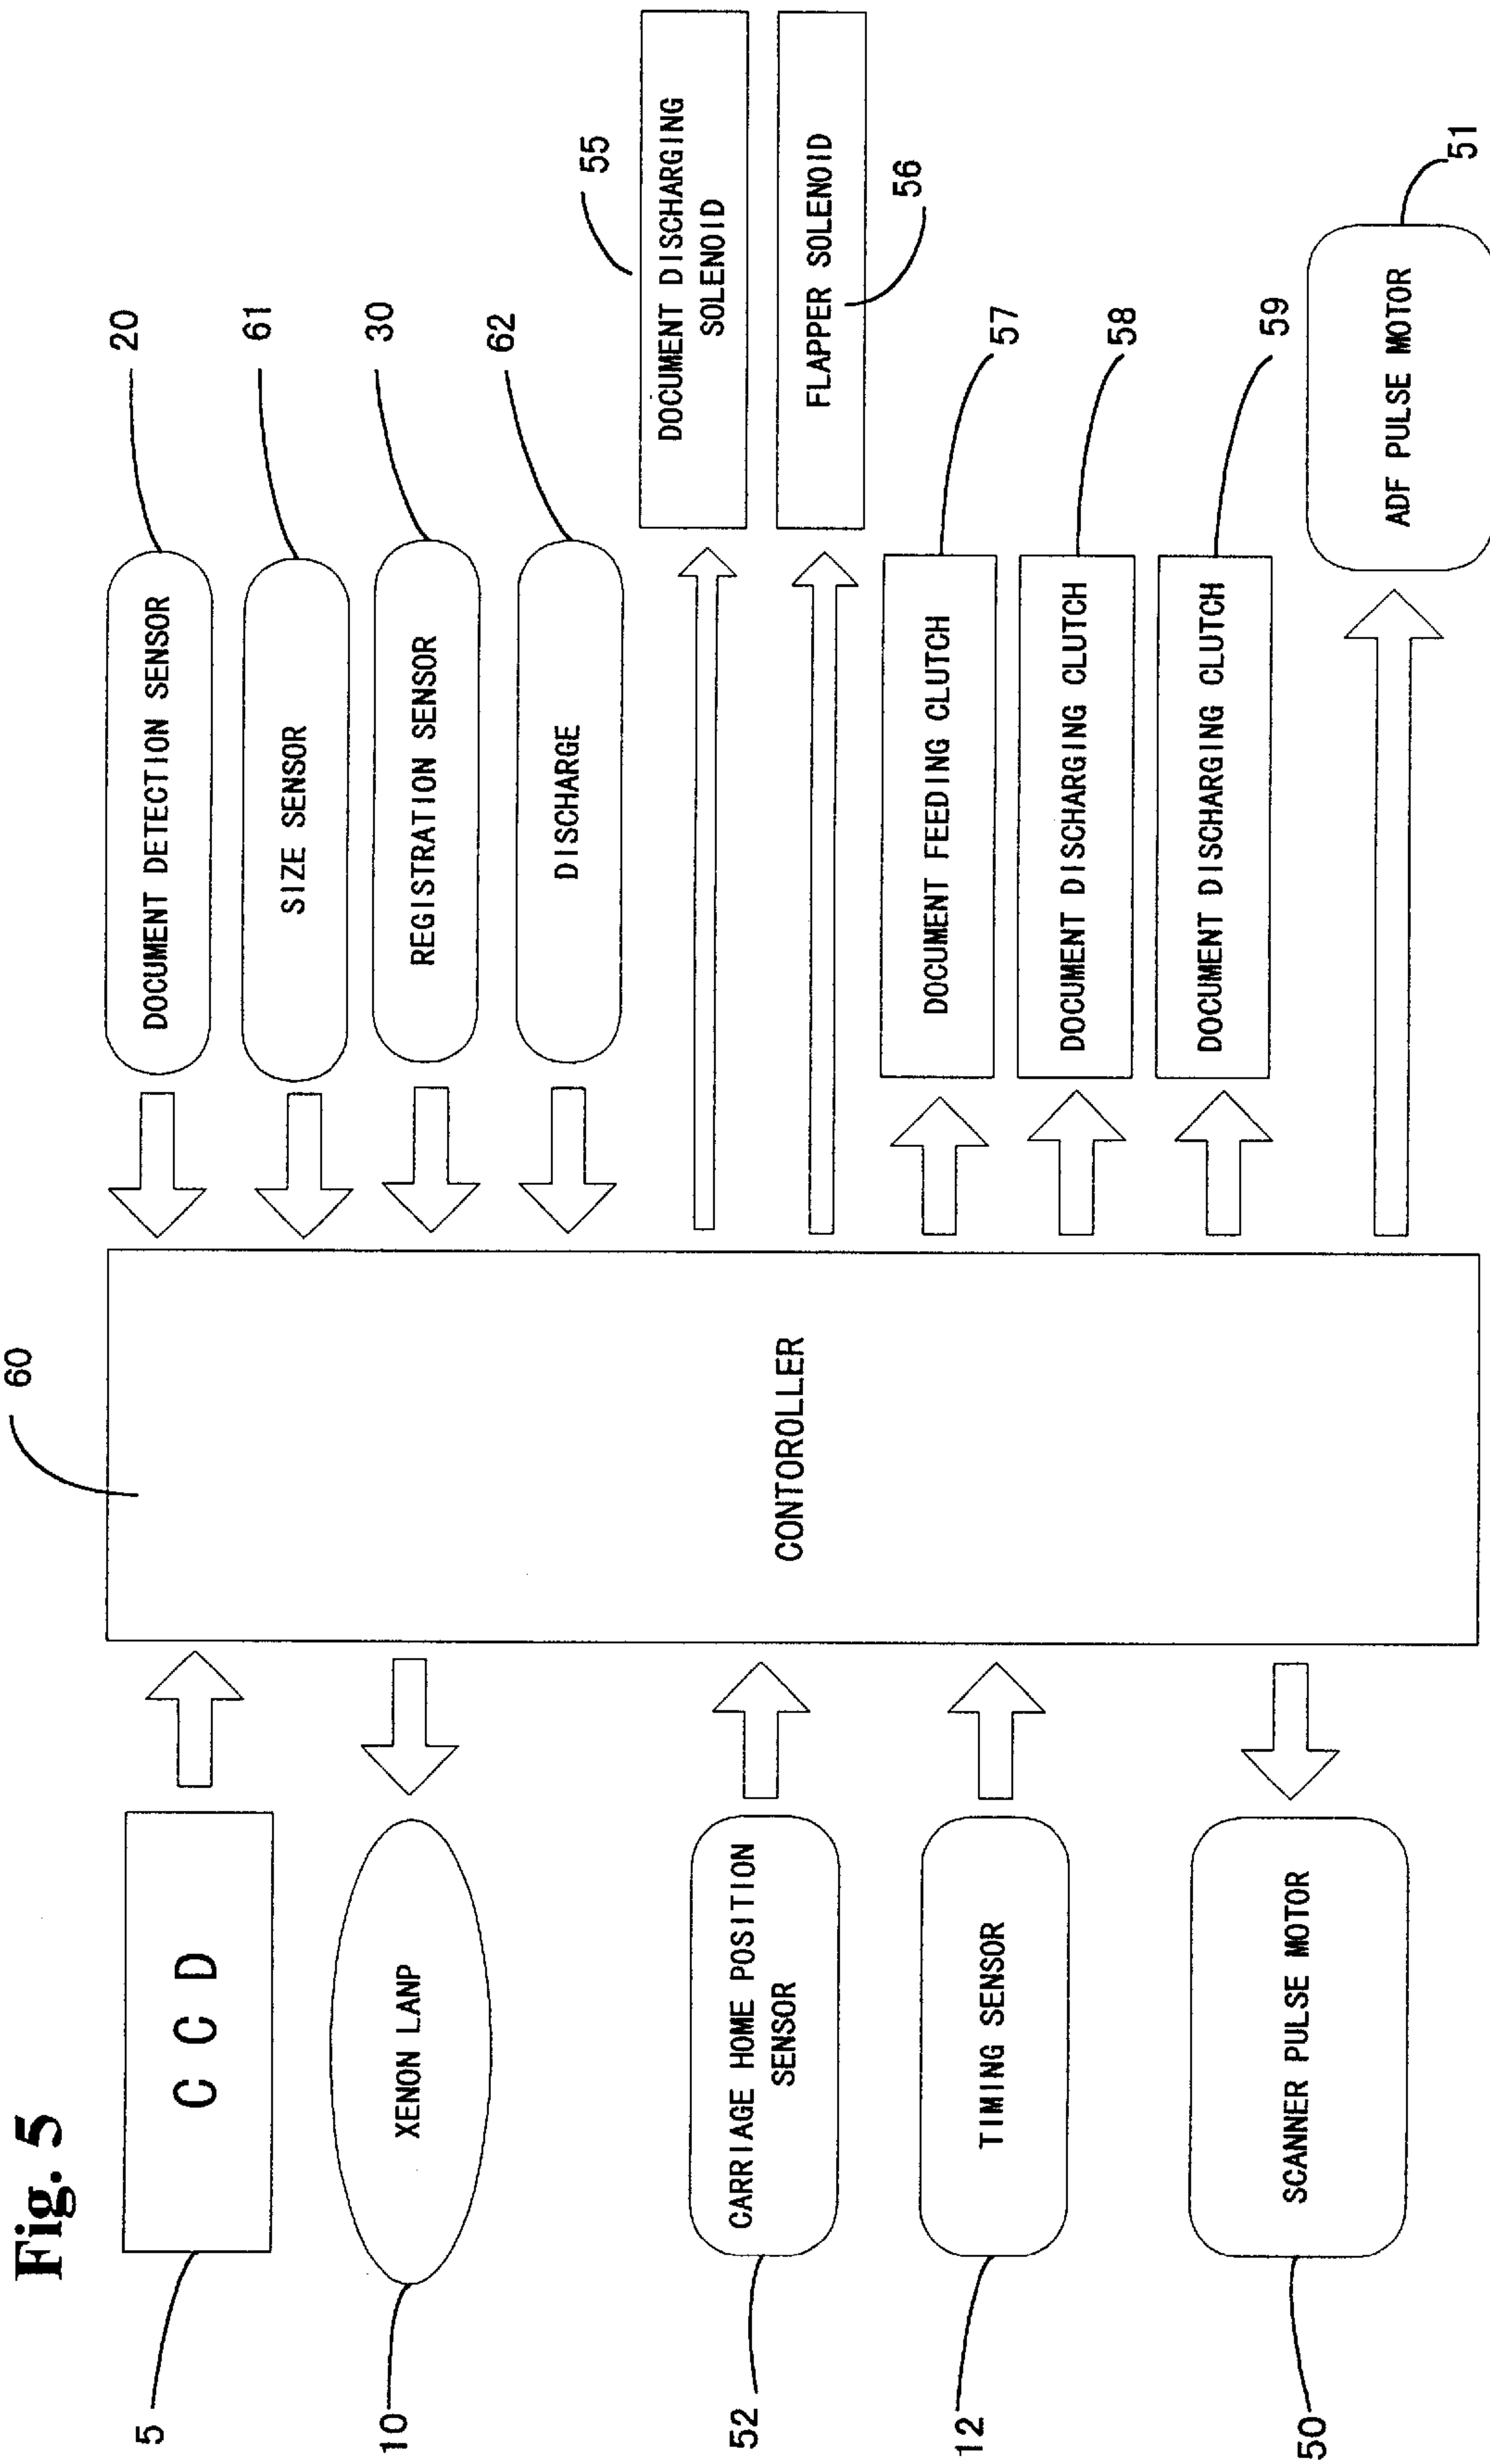 Fig. 5
60
CCD
5
XENON LANP
10
CARRIAGE HOME POSITION
SENSOR
52
TIMING SENSOR
12
SCANNER PULSE MOTOR
50
CONTOROLLER
DOCUMENT DETECTION SENSOR
20
SIZE SENSOR
61
REGISTRATION SENSOR
30
DISCHARGE
62
DOCUMENT DISCHARGING
SOLENOID
55
FLAPPER SOLENOID
56
DOCUMENT FEEDING CLUTCH
57
DOCUMENT DISCHARGING CLUTCH
58
DOCUMENT DISCHARGING CLUTCH
59
ADF PULSE MOTOR
51